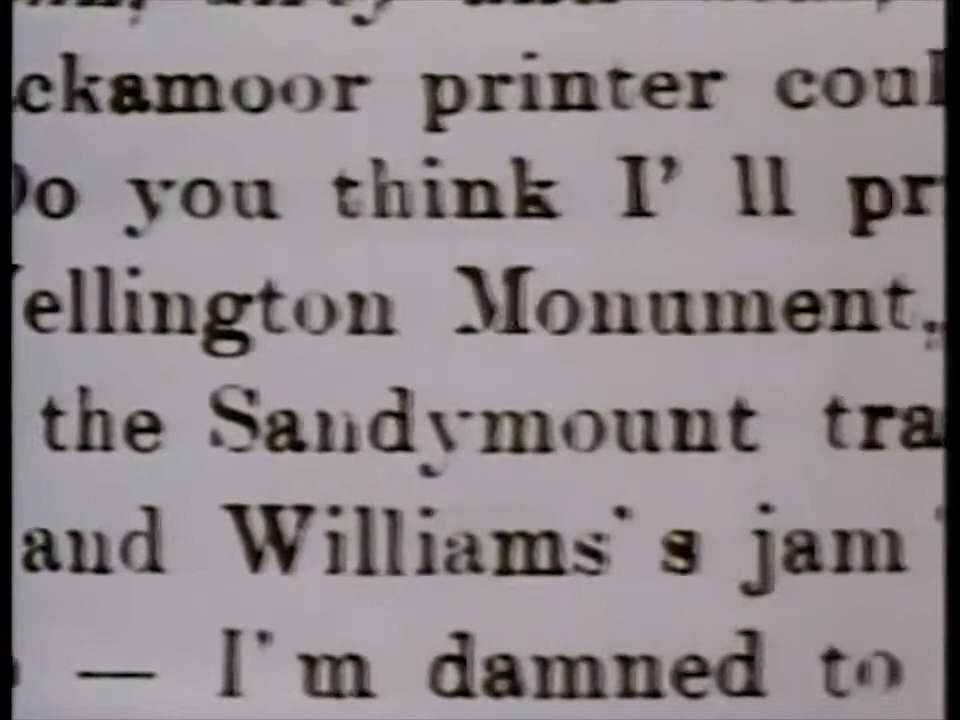 ckamoor printer coul
Do you think I' ll pr
ellington Monument,
the Sandymount tra
and Williams's jam
— I'm damned to